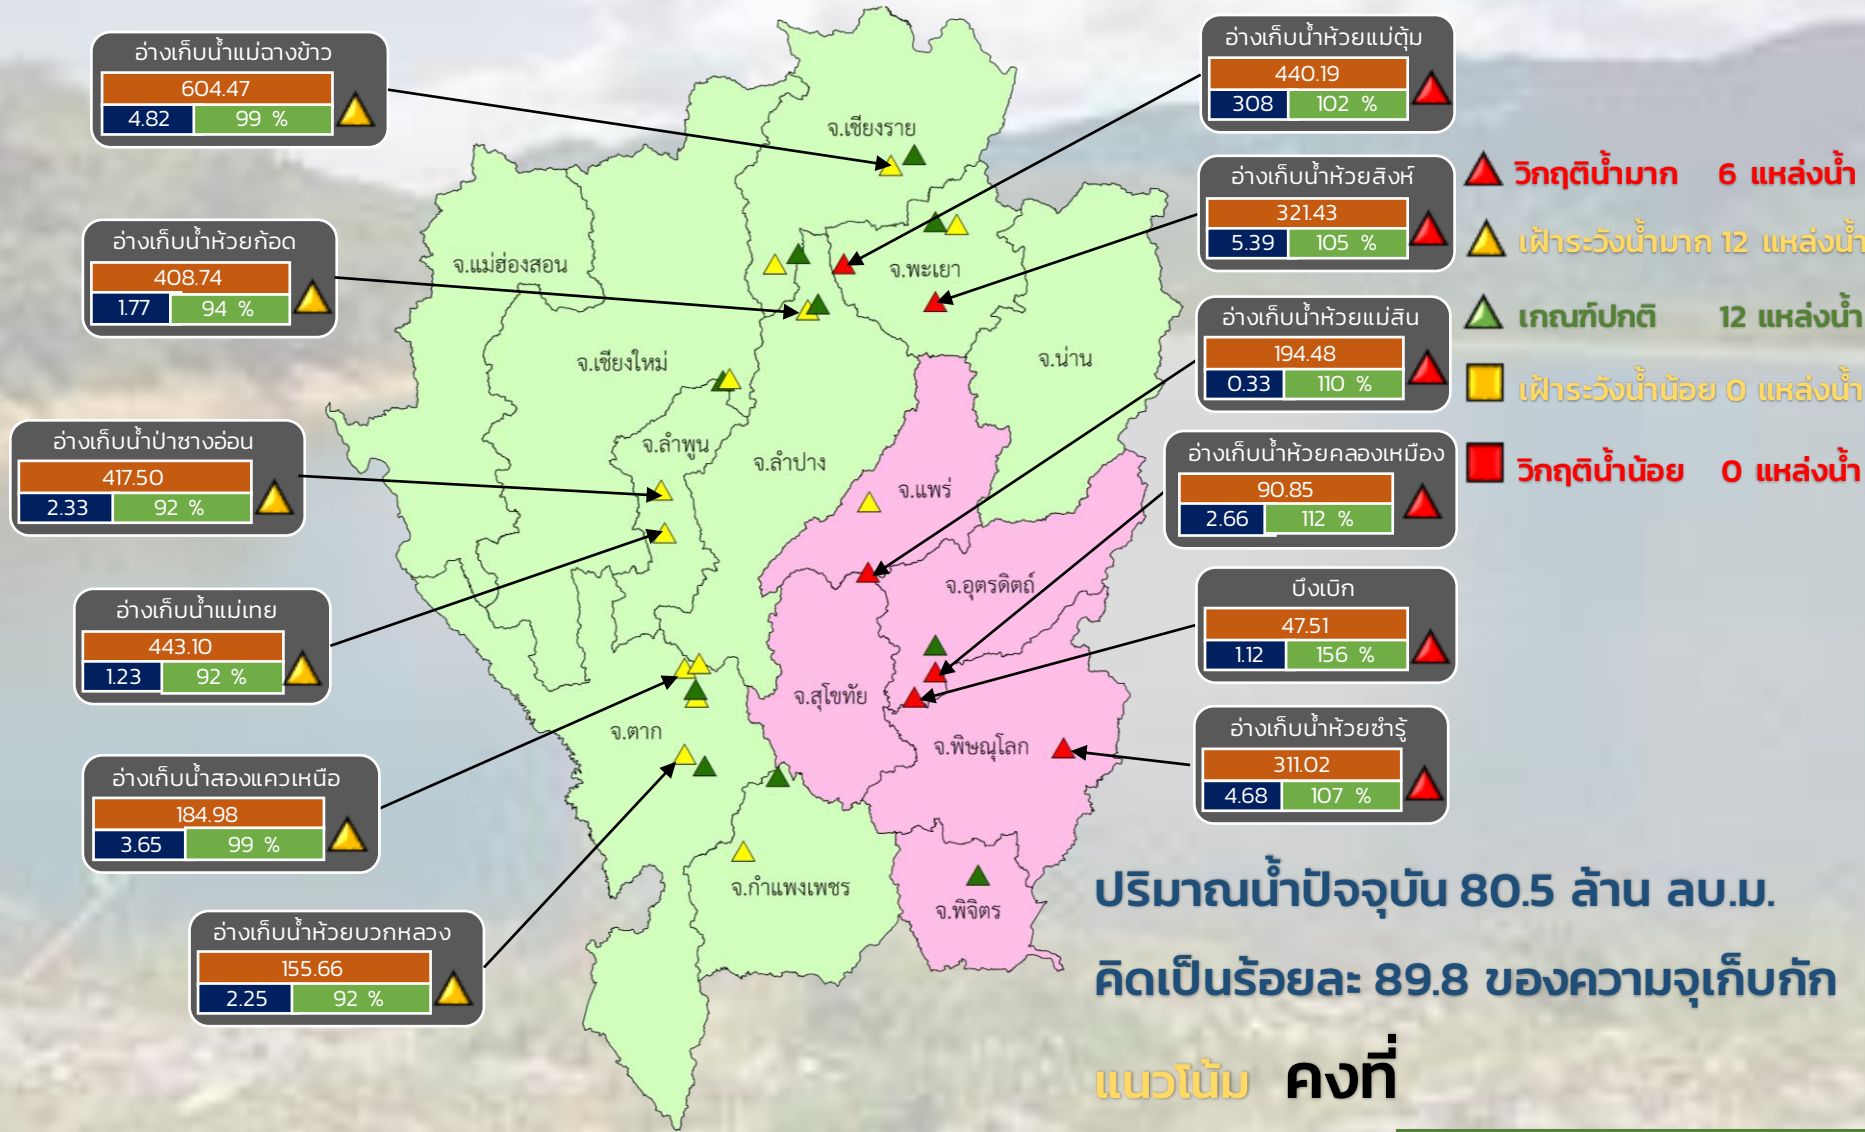 อ่างเก็บน้ำแม่ฉางข้าว
604.47
4.82 99 %
อ่างเก็บน้ำห้วยก้อด
408.74
1.77 94 %
อ่างเก็บน้ำป่าซางอ่อน
417.50
2.33 92 %
อ่างเก็บน้ำแม่เทย
443.10
1.23 92 %
อ่างเก็บน้ำสองแควเหนือ
184.98
3.65 99 %
อ่างเก็บน้ำห้วยบวกหลวง
155.66
2.25 92 %
จ.เชียงราย
จ.แม่ฮ่องสอน
จ.พะเยา
จ.เชียงใหม่
จ.น่าน
จ.ลำพูน
จ.ลำปาง
จ.แพร่
จ.อุตรดิตถ์
จ.สุโขทัย
จ.ตาก
จ.พิษณุโลก
จ.กำแพงเพชร
จ.พิจิตร
อ่างเก็บน้ำห้วยแม่ตุ้ม
440.19
308 102 %
อ่างเก็บน้ำห้วยสิงห์
321.43
5.39 105 %
อ่างเก็บน้ำห้วยแม่สิน
194.48
0.33 110 %
อ่างเก็บน้ำห้วยคลองเหมือง
90.85
2.66 112 %
บึงเบิก
47.51
1.12 156 %
อ่างเก็บน้ำห้วยซำรู้
311.02
4.68 107 %
วิกฤติน้ำมาก 6 แหล่งน้ำ
เฝ้าระวังน้ำมาก 12 แหล่งน้ำ
เกณฑ์ปกติ 12 แหล่งน้ำ
เฝ้าระวังน้ำน้อย 0 แหล่งน้ำ
วิกฤติน้ำน้อย 0 แหล่งน้ำ
ปริมาณน้ำปัจจุบัน 80.5 ล้าน ลบ.ม.
คิดเป็นร้อยละ 89.8 ของความจุเก็บกัก
แนวโน้ม คงที่